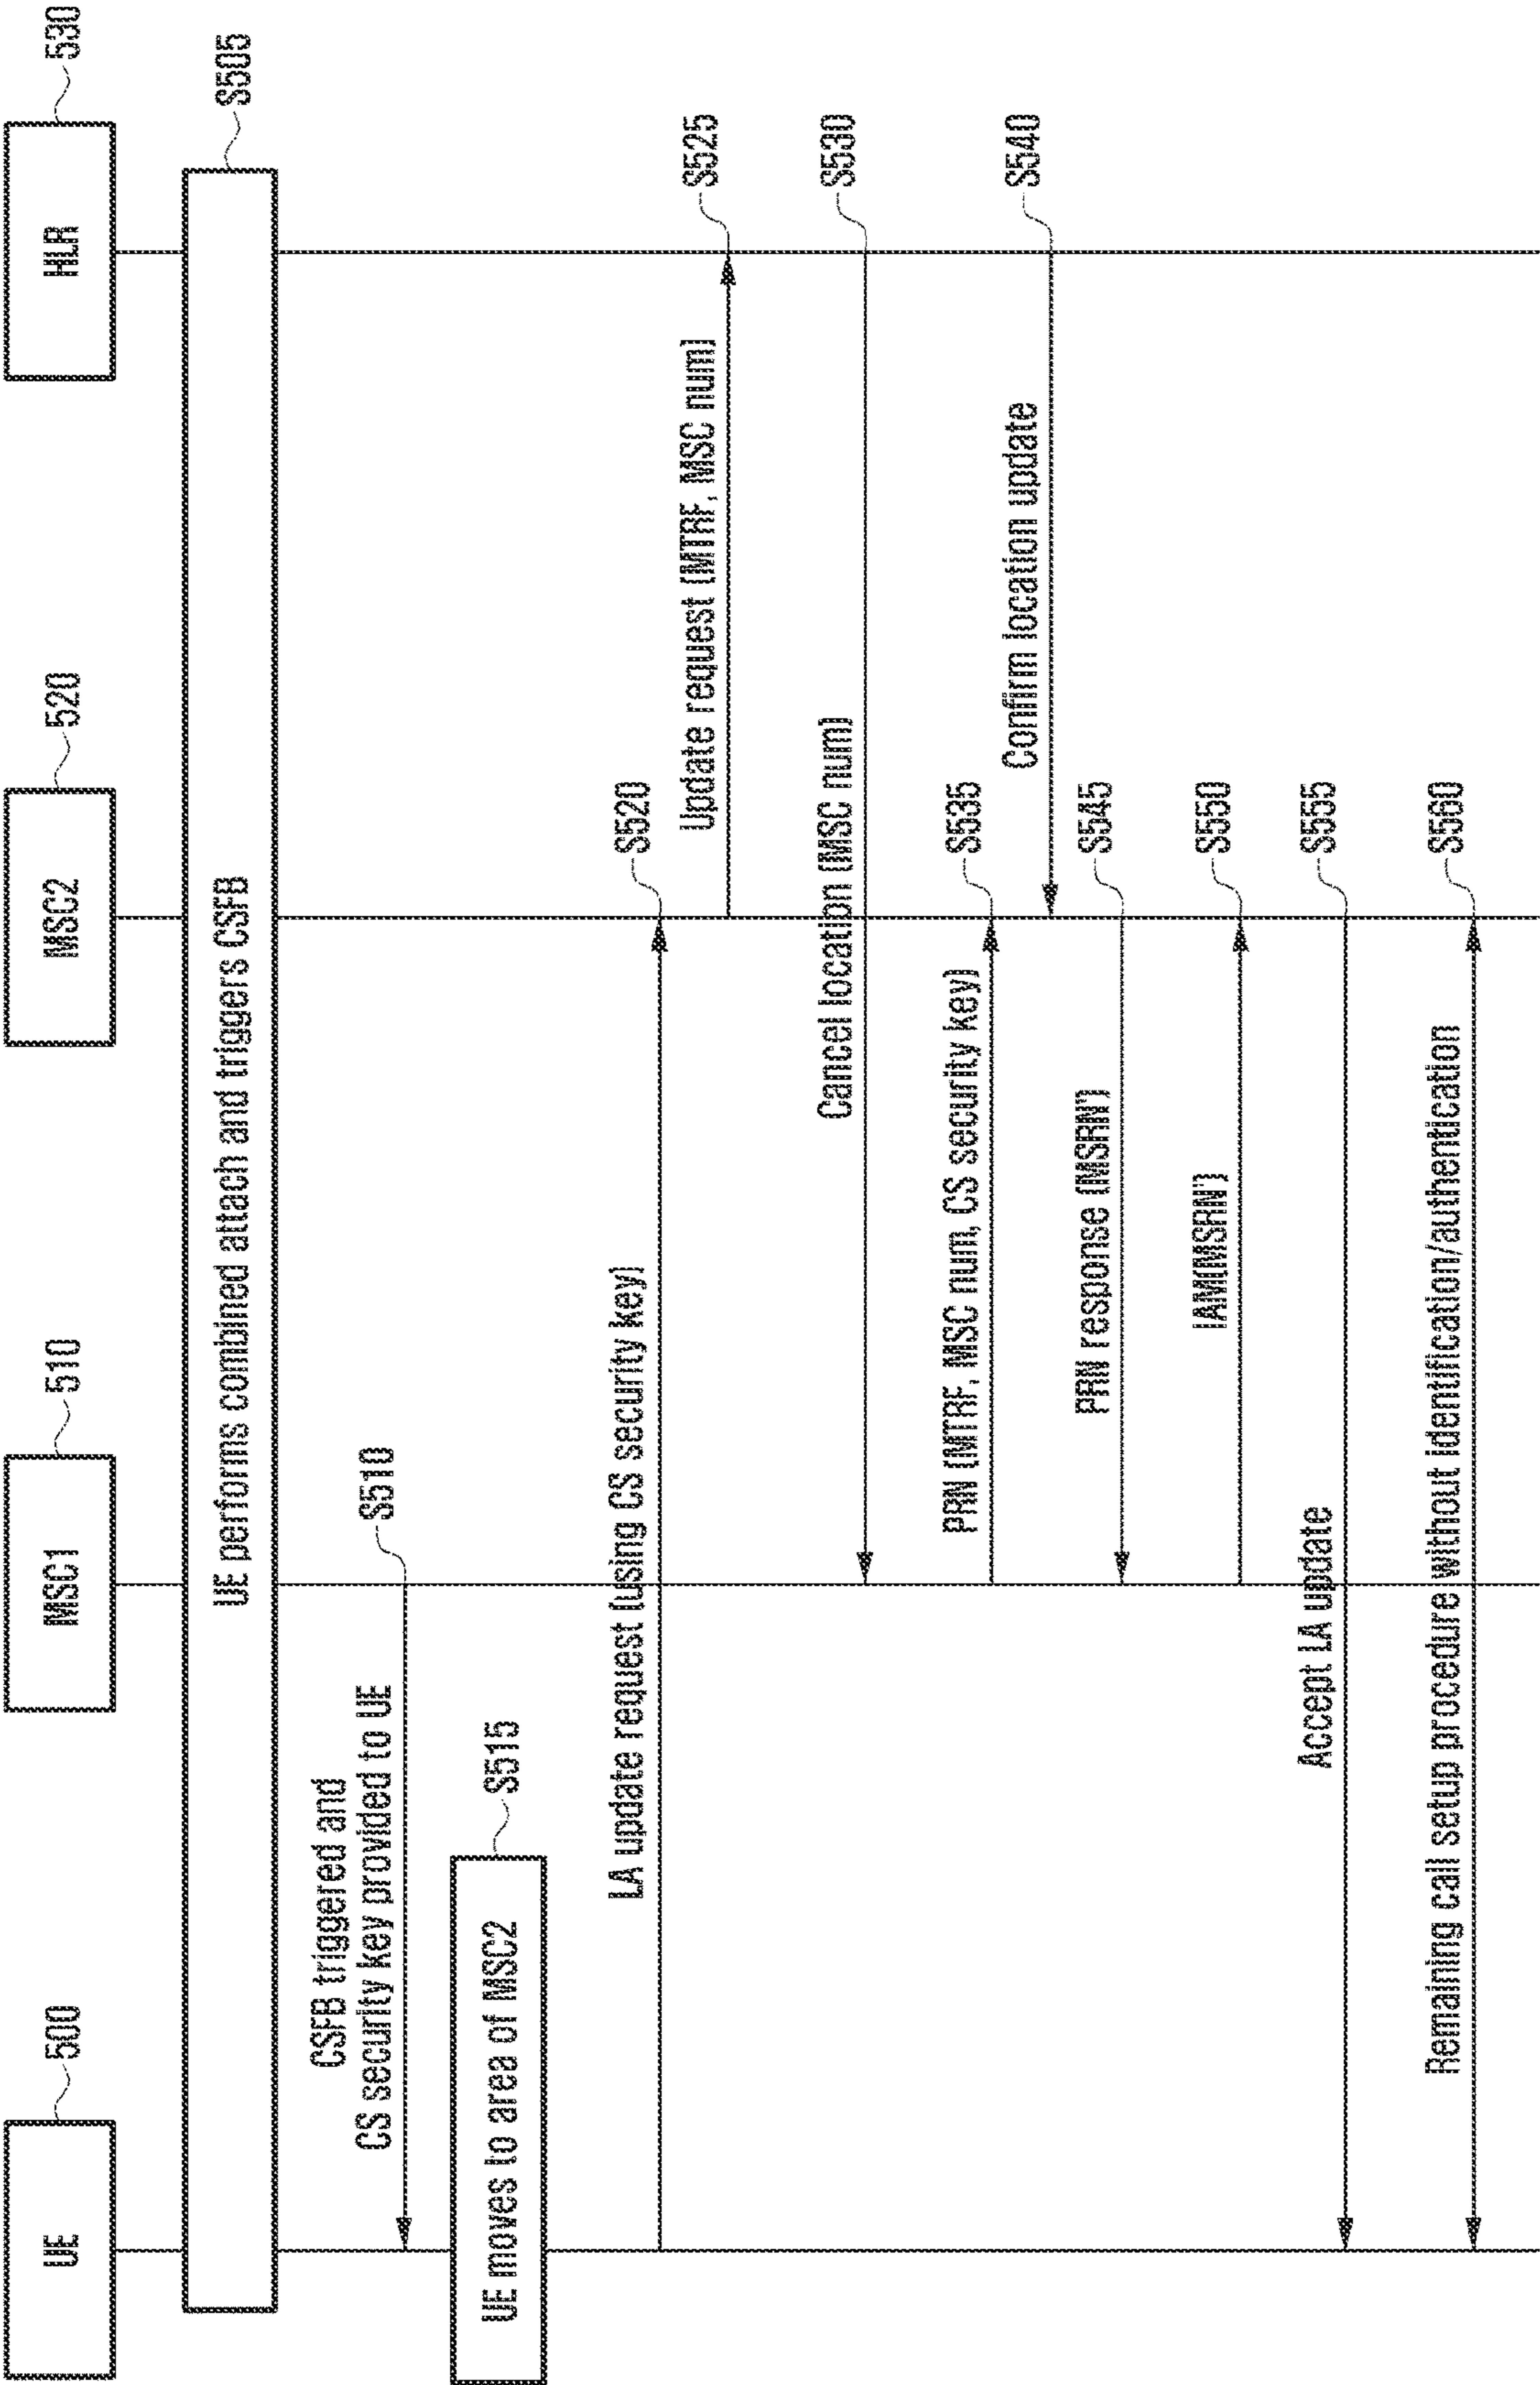 UE
500
MSC1
510
MSC2
520
HLR
530
UE performs combined attach and triggers CSFB
S505
CSFB triggered and
CS security key provided to UE
S510
UE moves to area of MSC2
S515
LA update request (using CS security key)
S520
Update request (MTRF, MSC num)
S525
Cancel location (MSC num)
S530
PRN (MTRF, MSC num, CS security key)
S535
Confirm location update
S540
PRN response (MSRN')
S545
IAM(MSRN')
S550
Accept LA update
S555
Remaining call setup procedure without identification/authentication
S560